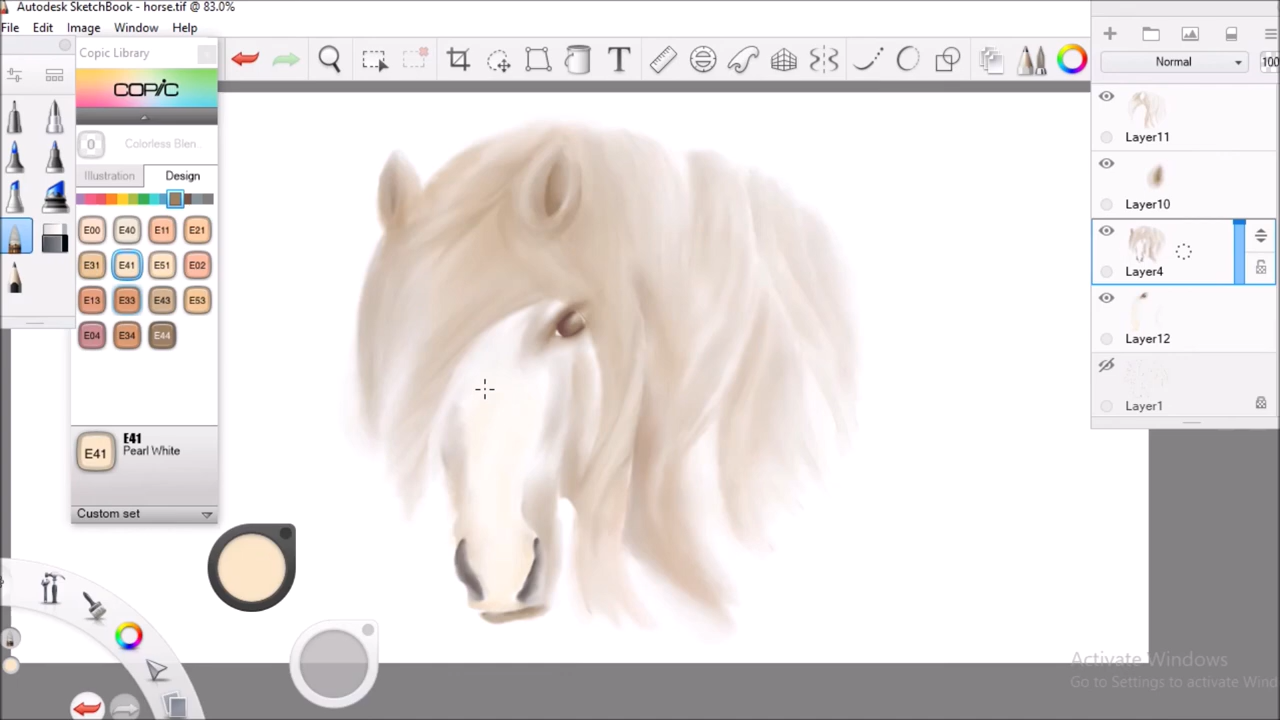 Autodesk SketchBook - horse.tif @ 83.0%
File Edit Image Window Help
Copic Library
COPIC
0 Colorless Blen
Illustration Design
E00 E40 E11 E21
E31 E41 E51 E02
E13 E33 E43 E53
E04 E34 E44
E41
E41
Pearl White
Custom set
T
Normal
100
Layer11
Layer10
Layer4
Layer12
Layer1
Activate Windows
Go to Settings to activate Wind